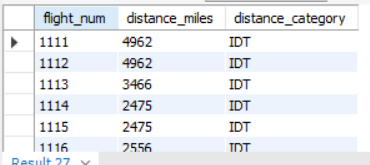 flight_num distance_miles distance_category
1111 4962 IDT
1112 4962 IDT
1113 3466 IDT
1114 2475 IDT
1115 2475 IDT
1116 2556 IDT
Result 27